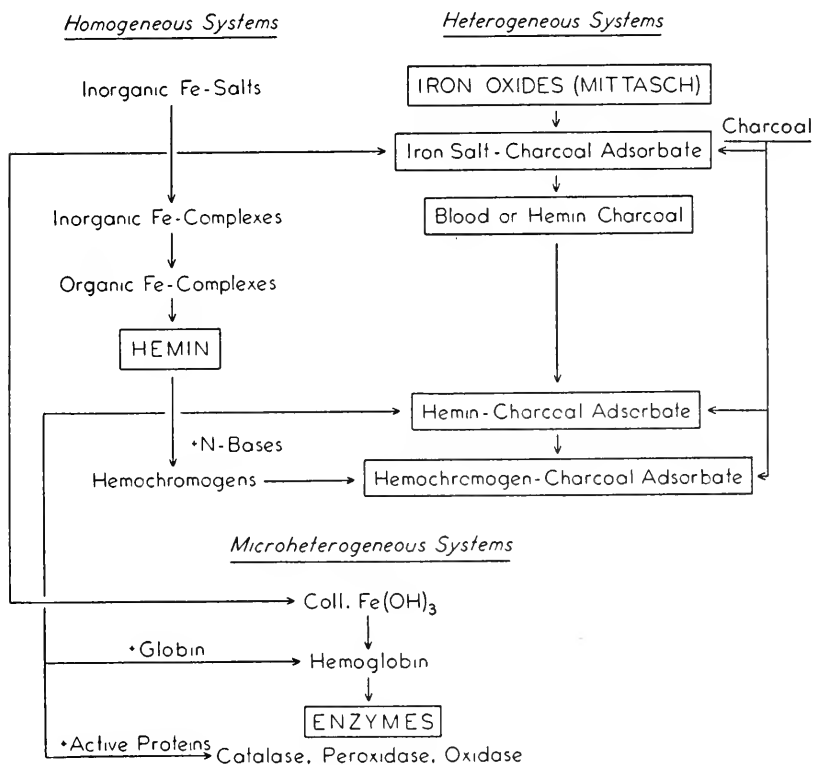 Homogeneous Systems
Heterogeneous Systems
Inorganic Fe-Salts
IRON OXIDES (MITTASCH)
Charcoal
Iron Salt-Charcoal Adsorbate
Inorganic Fe-Complexes
Blood or Hemin Charcoal
Organic Fe-Complexes
HEMIN
Hemin-Charcoal Adsorbate
+N-Bases
Hemochromogens
Hemochromogen-Charcoal Adsorbate
Microheterogeneous Systems
Coll. Fe(OH)₃
+Globin
Hemoglobin
ENZYMES
+Active Proteins
Catalase, Peroxidase, Oxidase